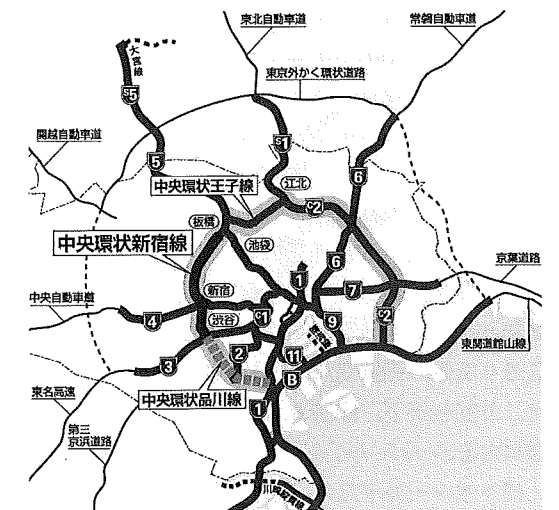 東北自動車道
常磐自動車道
大宮線
東京外かく環状道路
S5
関越自動車道
S1
5
6
中央環状王子線
江北
C2
板橋
中央環状新宿線
池袋
6
京葉道路
1
新宿
7
中央自動車道
渋谷
C1
9
C2
4
東関道館山線
2
11
3
B
中央環状品川線
1
東名高速
第三
京浜道路